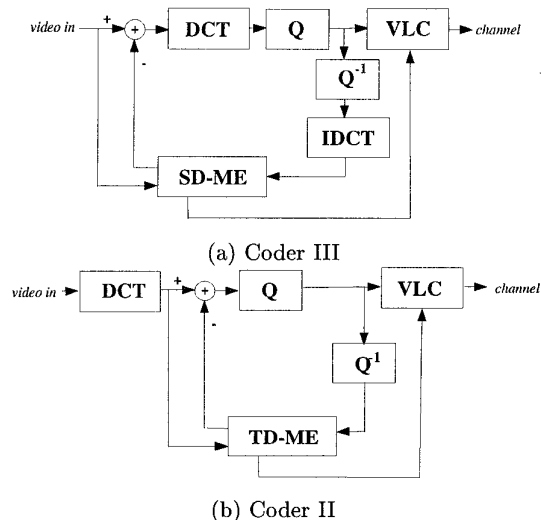 video in + DCT Q VLC channel
+
-
Q-1
IDCT
SD-ME
(a) Coder III
video in DCT + Q VLC channel
+
-
Q-1
TD-ME
(b) Coder II